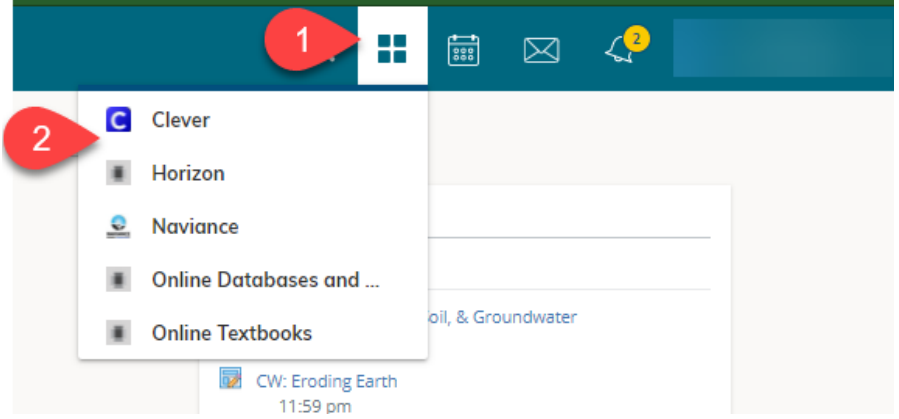 1
2
2
C Clever
Horizon
Naviance
Online Databases and ...
Online Textbooks
oil, & Groundwater
CW: Eroding Earth
11:59 pm